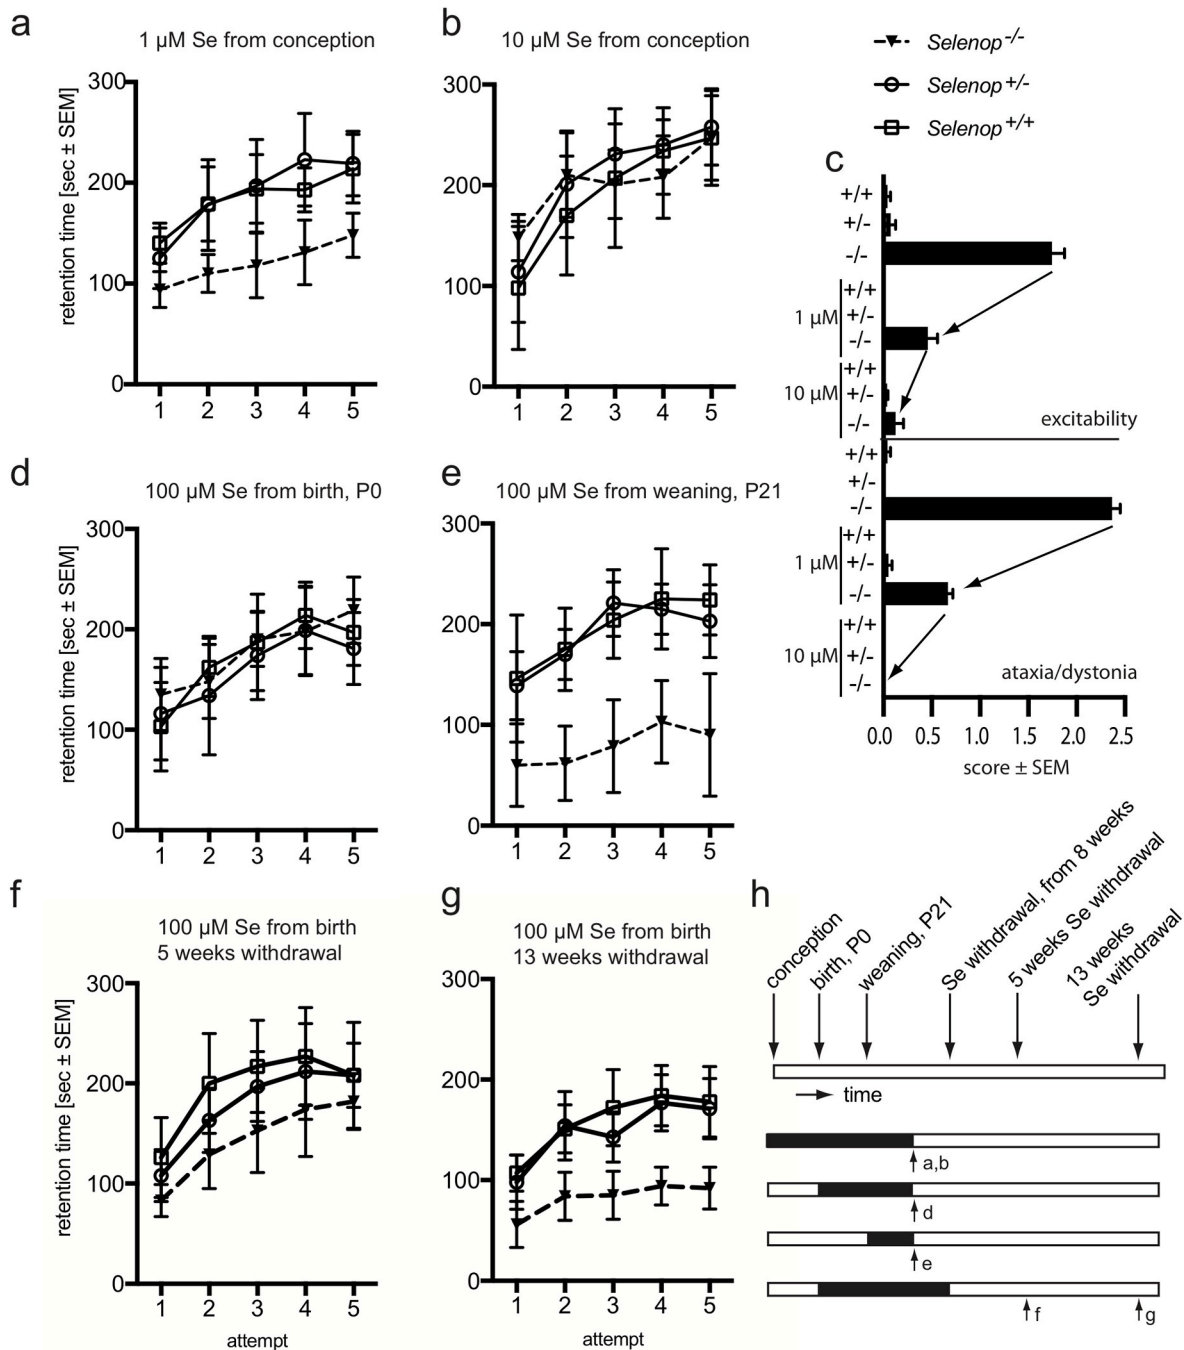 a
1 µM Se from conception
retention time [sec ± SEM]
300
200
100
0
1 2 3 4 5
b
10 µM Se from conception
300
200
100
0
1 2 3 4 5
Selenop-/-
Selenop+/-
Selenop+/+
c
+/+
+/-
-/-
1 µM
+/+
+/-
-/-
10 µM
+/+
+/-
-/-
excitability
+/+
+/-
-/-
1 µM
+/+
+/-
-/-
10 µM
+/+
+/-
-/-
ataxia/dystonia
0.0 0.5 1.0 1.5 2.0 2.5
score ± SEM
d
100 µM Se from birth, P0
retention time [sec ± SEM]
300
200
100
0
1 2 3 4 5
e
100 µM Se from weaning, P21
300
200
100
0
1 2 3 4 5
f
100 µM Se from birth
5 weeks withdrawal
retention time [sec ± SEM]
300
200
100
0
1 2 3 4 5
attempt
g
100 µM Se from birth
13 weeks withdrawal
300
200
100
0
1 2 3 4 5
attempt
h
conception
birth, P0
weaning, P21
Se withdrawal, from 8 weeks
5 weeks Se withdrawal
13 weeks
Se withdrawal
time
a,b
d
e
f
g